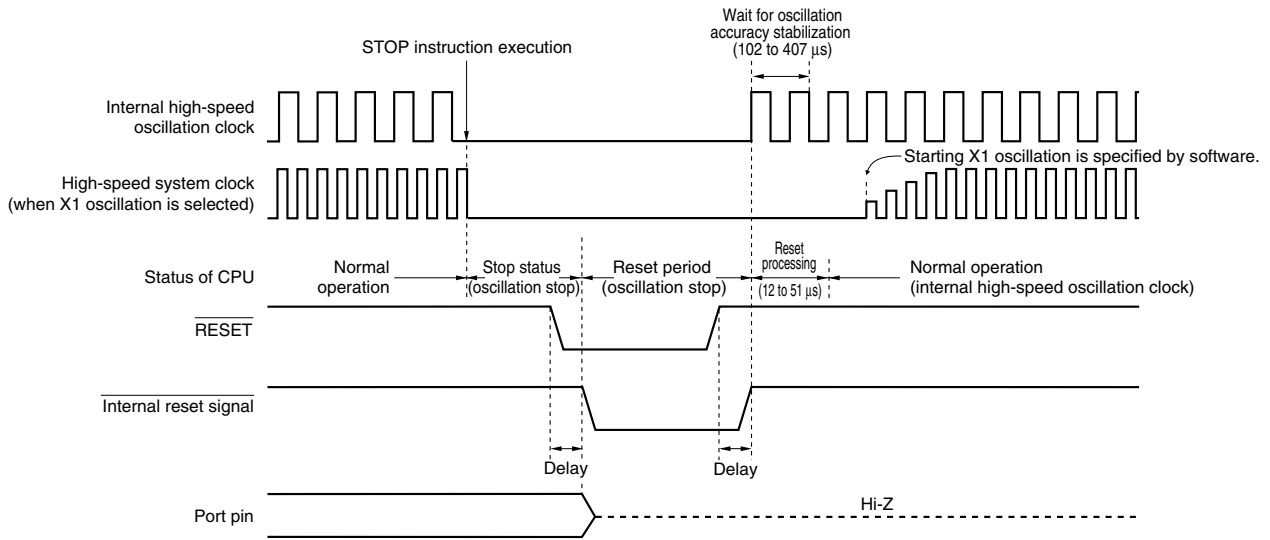 Wait for oscillation
accuracy stabilization
(102 to 407 μs)
STOP instruction execution
Internal high-speed
oscillation clock
Starting X1 oscillation is specified by software.
High-speed system clock
(when X1 oscillation is selected)
Status of CPU
Normal
operation
Stop status
(oscillation stop)
Reset period
(oscillation stop)
Reset
processing
(12 to 51 μs)
Normal operation
(internal high-speed oscillation clock)
RESET
Internal reset signal
Delay
Delay
Port pin
Hi-Z